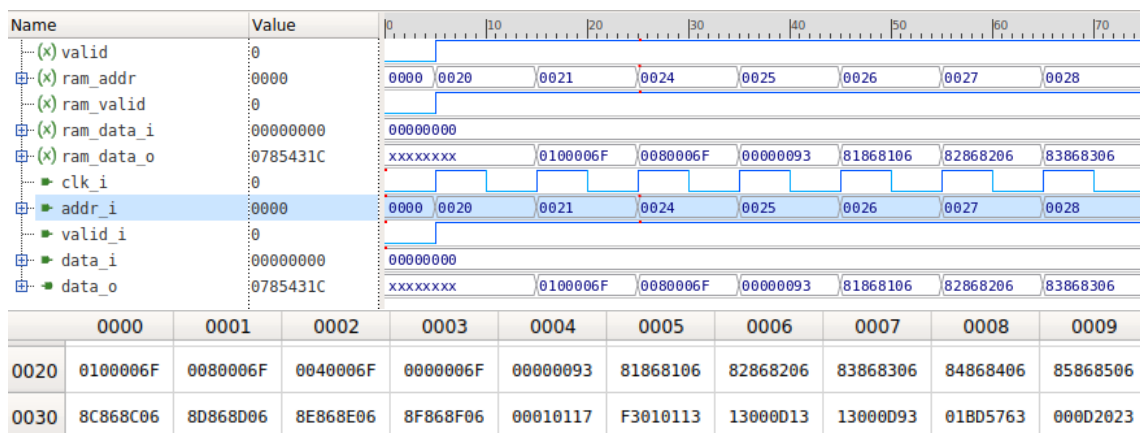 Name Value 0 10 20 30 40 50 60 70
(x) valid 0
(x) ram_addr 0000 0000 0020 0021 0024 0025 0026 0027 0028
(x) ram_valid 0
(x) ram_data_i 00000000 00000000
(x) ram_data_o 0785431C xxxxxxxx 0100006F 0080006F 00000093 81868106 82868206 83868306
clk_i 0
addr_i 0000 0000 0020 0021 0024 0025 0026 0027 0028
valid_i 0
data_i 00000000 00000000
data_o 0785431C xxxxxxxx 0100006F 0080006F 00000093 81868106 82868206 83868306
0000 0001 0002 0003 0004 0005 0006 0007 0008 0009
0020 0100006F 0080006F 0040006F 0000006F 00000093 81868106 82868206 83868306 84868406 85868506
0030 8C868C06 8D868D06 8E868E06 8F868F06 00010117 F3010113 13000D13 13000D93 01BD5763 000D2023